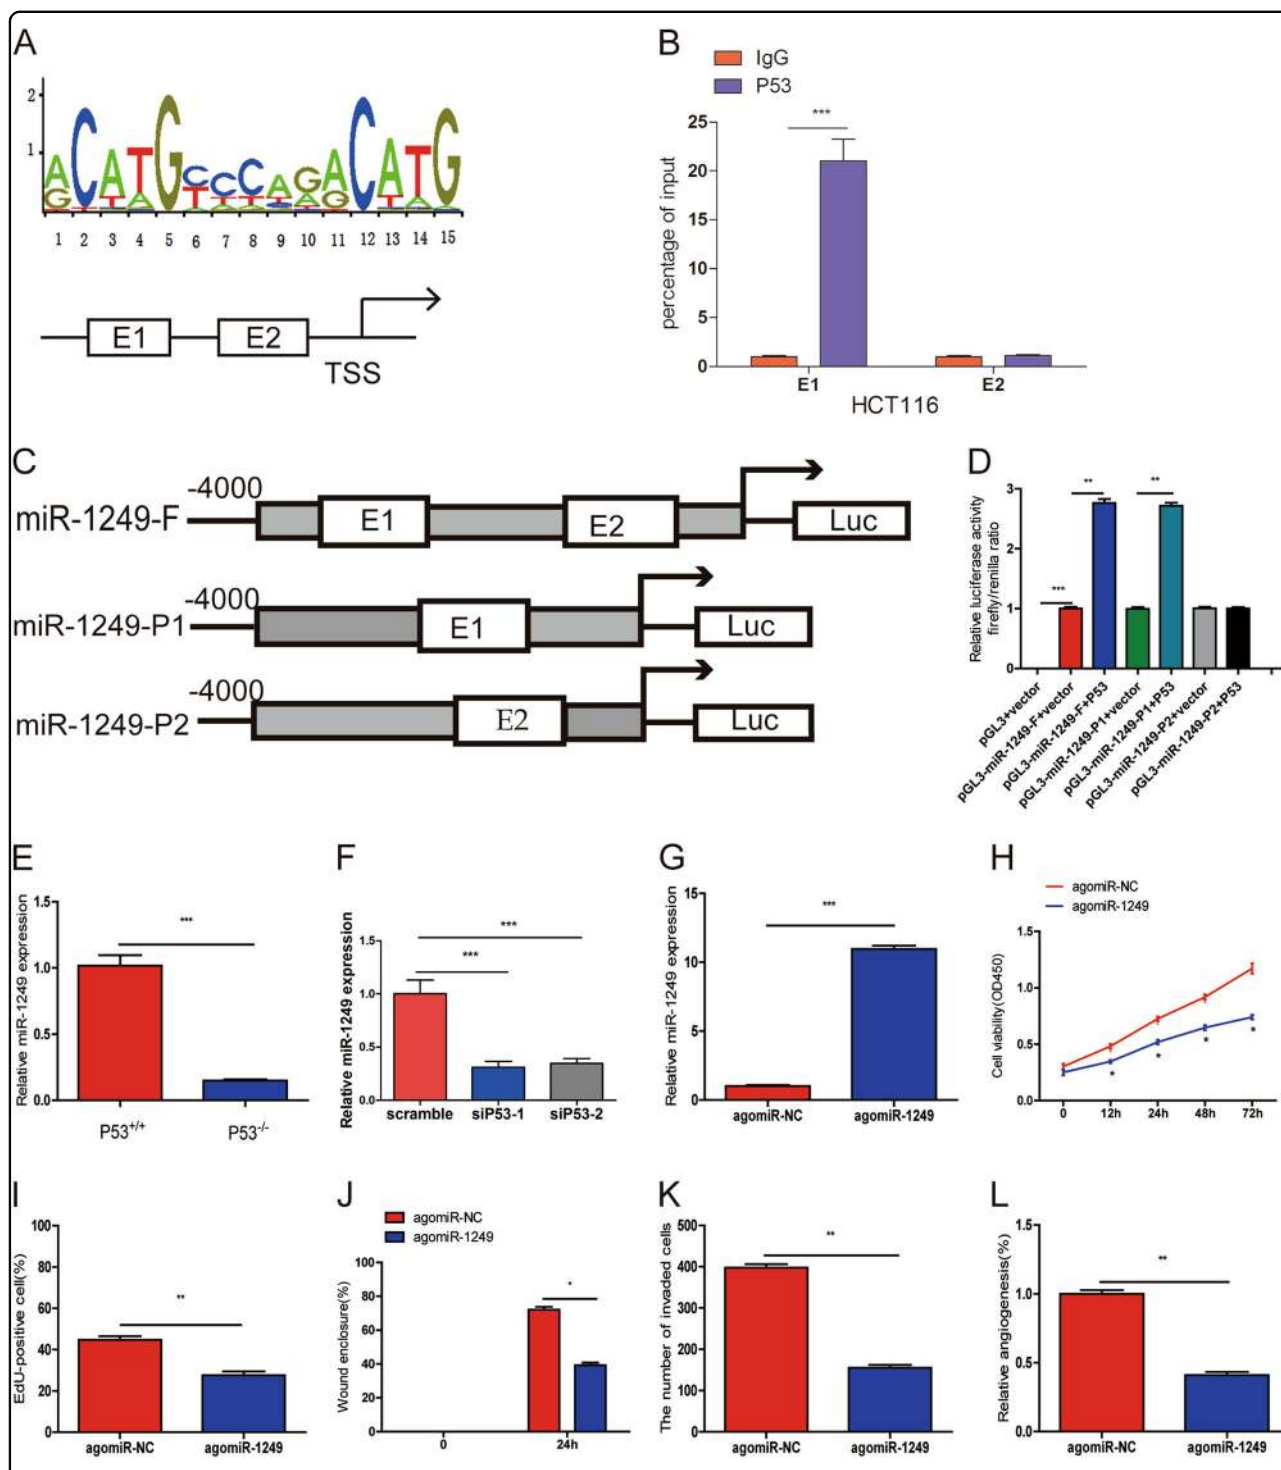 A
2
1
ACATGCCCAGACATG
1 2 3 4 5 6 7 8 9 10 11 12 13 14 15
E1
E2
TSS
B
IgG
P53
***
25
20
15
10
5
0
percentage of input
E1
E2
HCT116
C
-4000
miR-1249-F
E1
E2
Luc
-4000
miR-1249-P1
E1
Luc
-4000
miR-1249-P2
E2
Luc
D
Relative luciferase activity
firefly/renilla ratio
3
2
1
0
***
**
**
pGL3+vector
pGL3-miR-1249-F+vector
pGL3-miR-1249-F+P53
pGL3-miR-1249-P1+vector
pGL3-miR-1249-P1+P53
pGL3-miR-1249-P2+vector
pGL3-miR-1249-P2+P53
E
Relative miR-1249 expression
1.5
1.0
0.5
0.0
***
P53+/+
P53-/-
F
Relative miR-1249 expression
1.5
1.0
0.5
0.0
***
***
scramble
siP53-1
siP53-2
G
Relative miR-1249 expression
15
10
5
0
***
agomiR-NC
agomiR-1249
H
agomiR-NC
agomiR-1249
Cell viability(OD450)
1.5
1.0
0.5
0.0
* * * *
0 12h 24h 48h 72h
I
EdU-positive cell(%)
100
80
60
40
20
0
**
agomiR-NC
agomiR-1249
J
agomiR-NC
agomiR-1249
Wound enclosure(%)
100
80
60
40
20
0
*
0
24h
K
The number of invaded cells
500
400
300
200
100
0
**
agomiR-NC
agomiR-1249
L
Relative angiogenesis(%)
1.5
1.0
0.5
0.0
**
agomiR-NC
agomiR-1249